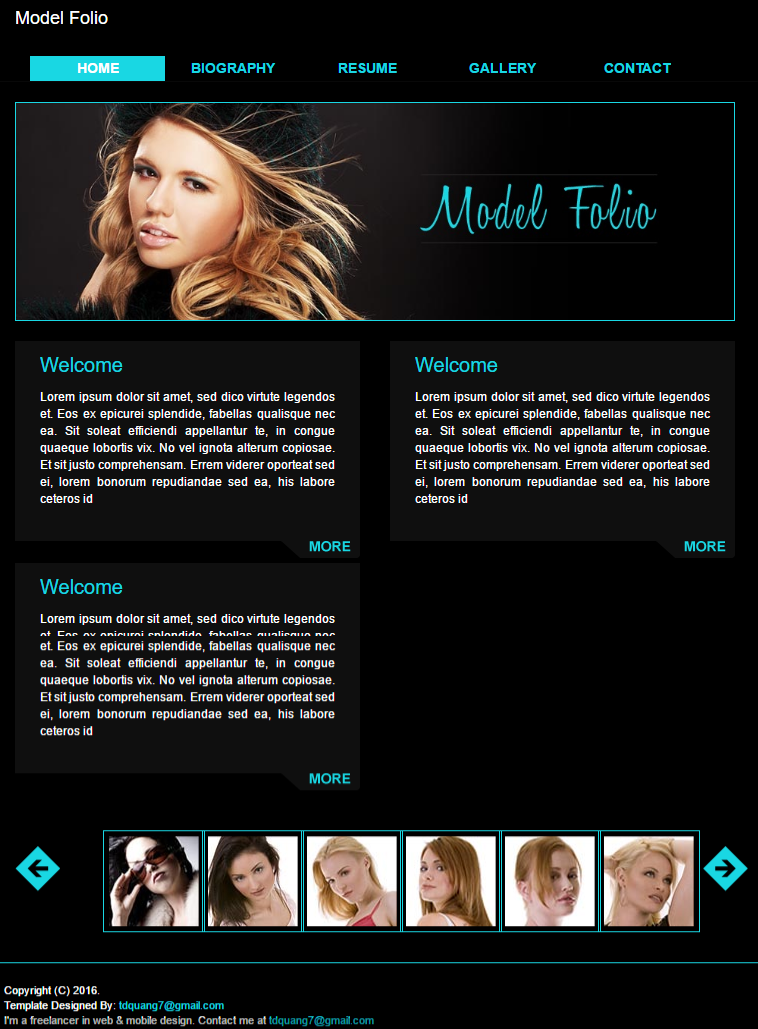 Model Folio
HOME BIOGRAPHY RESUME GALLERY CONTACT
Model Folio
Welcome
Lorem ipsum dolor sit amet, sed dico virtute legendos
et. Eos ex epicurei splendide, fabellas qualisque nec
ea. Sit soleat efficiendi appellantur te, in congue
quaeque lobortis vix. No vel ignota alterum copiosae.
Et sit justo comprehensam. Errem viderer oporteat sed
ei, lorem bonorum repudiandae sed ea, his labore
ceteros id
MORE
Welcome
Lorem ipsum dolor sit amet, sed dico virtute legendos
et. Eos ex epicurei splendide, fabellas qualisque nec
ea. Sit soleat efficiendi appellantur te, in congue
quaeque lobortis vix. No vel ignota alterum copiosae.
Et sit justo comprehensam. Errem viderer oporteat sed
ei, lorem bonorum repudiandae sed ea, his labore
ceteros id
MORE
Welcome
Lorem ipsum dolor sit amet, sed dico virtute legendos
et. Eos ex epicurei splendide, fabellas qualisque nec
et. Eos ex epicurei splendide, fabellas qualisque nec
ea. Sit soleat efficiendi appellantur te, in congue
quaeque lobortis vix. No vel ignota alterum copiosae.
Et sit justo comprehensam. Errem viderer oporteat sed
ei, lorem bonorum repudiandae sed ea, his labore
ceteros id
MORE
Copyright (C) 2016.
Template Designed By: tdquang7@gmail.com
I'm a freelancer in web & mobile design. Contact me at tdquang7@gmail.com